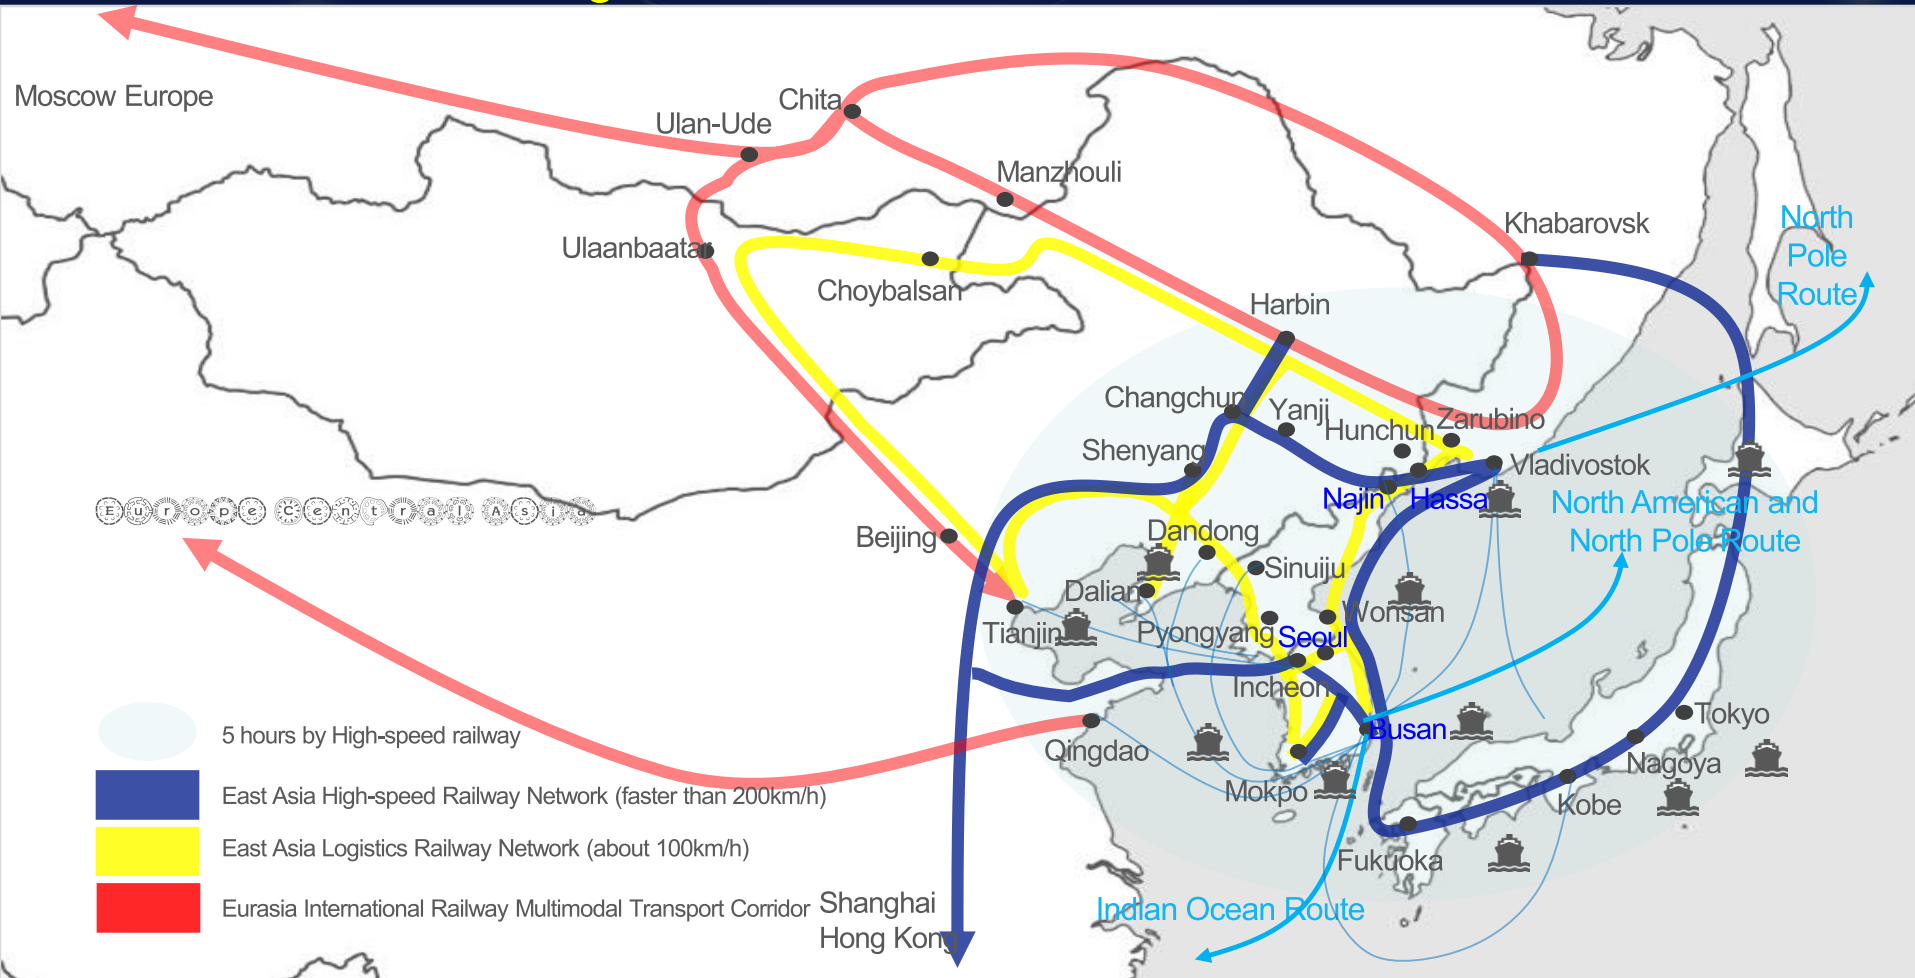 Moscow Europe
Chita
Ulan-Ude
Manzhouli
Khabarovsk
North
Pole
Route
Ulaanbaatar
Choybalsan
Harbin
Changchun
Yanji
Hunchun
Zarubino
Shenyang
Vladivostok
Najin
Hassa
North American and
North Pole Route
Europe Central Asia
Beijing
Dandong
Sinuiju
Dalian
Wonsan
Tianjin
Pyongyang
Seoul
Incheon
Busan
Tokyo
Qingdao
Nagoya
Mokpo
Kobe
Fukuoka
5 hours by High-speed railway
East Asia High-speed Railway Network (faster than 200km/h)
East Asia Logistics Railway Network (about 100km/h)
Eurasia International Railway Multimodal Transport Corridor
Shanghai
Hong Kong
Indian Ocean Route